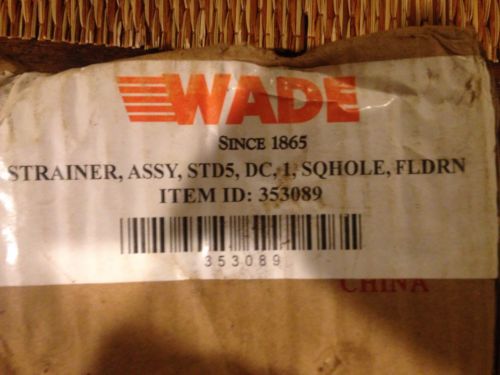 WADE
SINCE 1865
STRAINER, ASSY, STD5, DC, 1, SQHOLE, FLDRN
ITEM ID: 353089
353089
CHINA